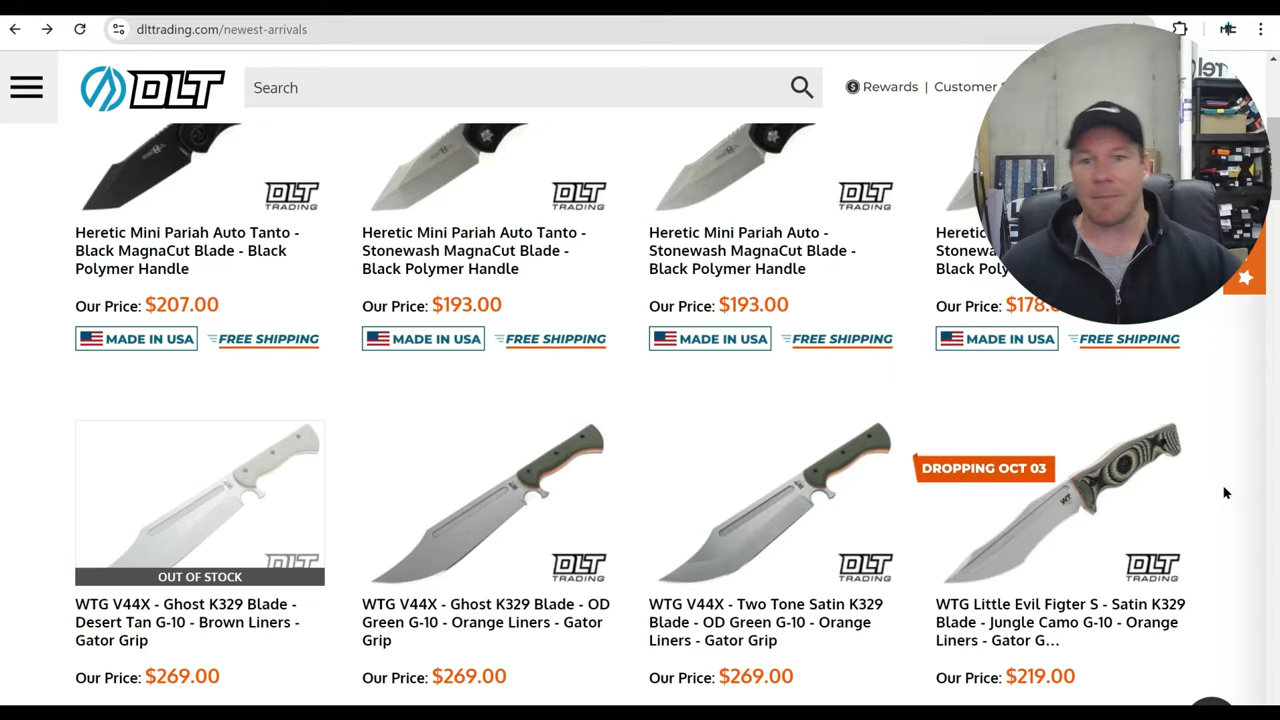 dlttrading.com/newest-arrivals
DLT
Search
Rewards | Customer
DLT TRADING
DLT TRADING
DLT TRADING
Heretic Mini Pariah Auto Tanto -
Black MagnaCut Blade - Black
Polymer Handle
Heretic Mini Pariah Auto Tanto -
Stonewash MagnaCut Blade -
Black Polymer Handle
Heretic Mini Pariah Auto -
Stonewash MagnaCut Blade -
Black Polymer Handle
Heretic
Stonewash
Black Poly
Our Price: $207.00
Our Price: $193.00
Our Price: $193.00
Our Price: $178.
MADE IN USA FREE SHIPPING
MADE IN USA FREE SHIPPING
MADE IN USA FREE SHIPPING
MADE IN USA FREE SHIPPING
DROPPING OCT 03
DLT TRADING
DLT TRADING
DLT TRADING
DLT TRADING
OUT OF STOCK
WTG V44X - Ghost K329 Blade -
Desert Tan G-10 - Brown Liners -
Gator Grip
WTG V44X - Ghost K329 Blade - OD
Green G-10 - Orange Liners - Gator
Grip
WTG V44X - Two Tone Satin K329
Blade - OD Green G-10 - Orange
Liners - Gator Grip
WTG Little Evil Figter S - Satin K329
Blade - Jungle Camo G-10 - Orange
Liners - Gator G...
Our Price: $269.00
Our Price: $269.00
Our Price: $269.00
Our Price: $219.00